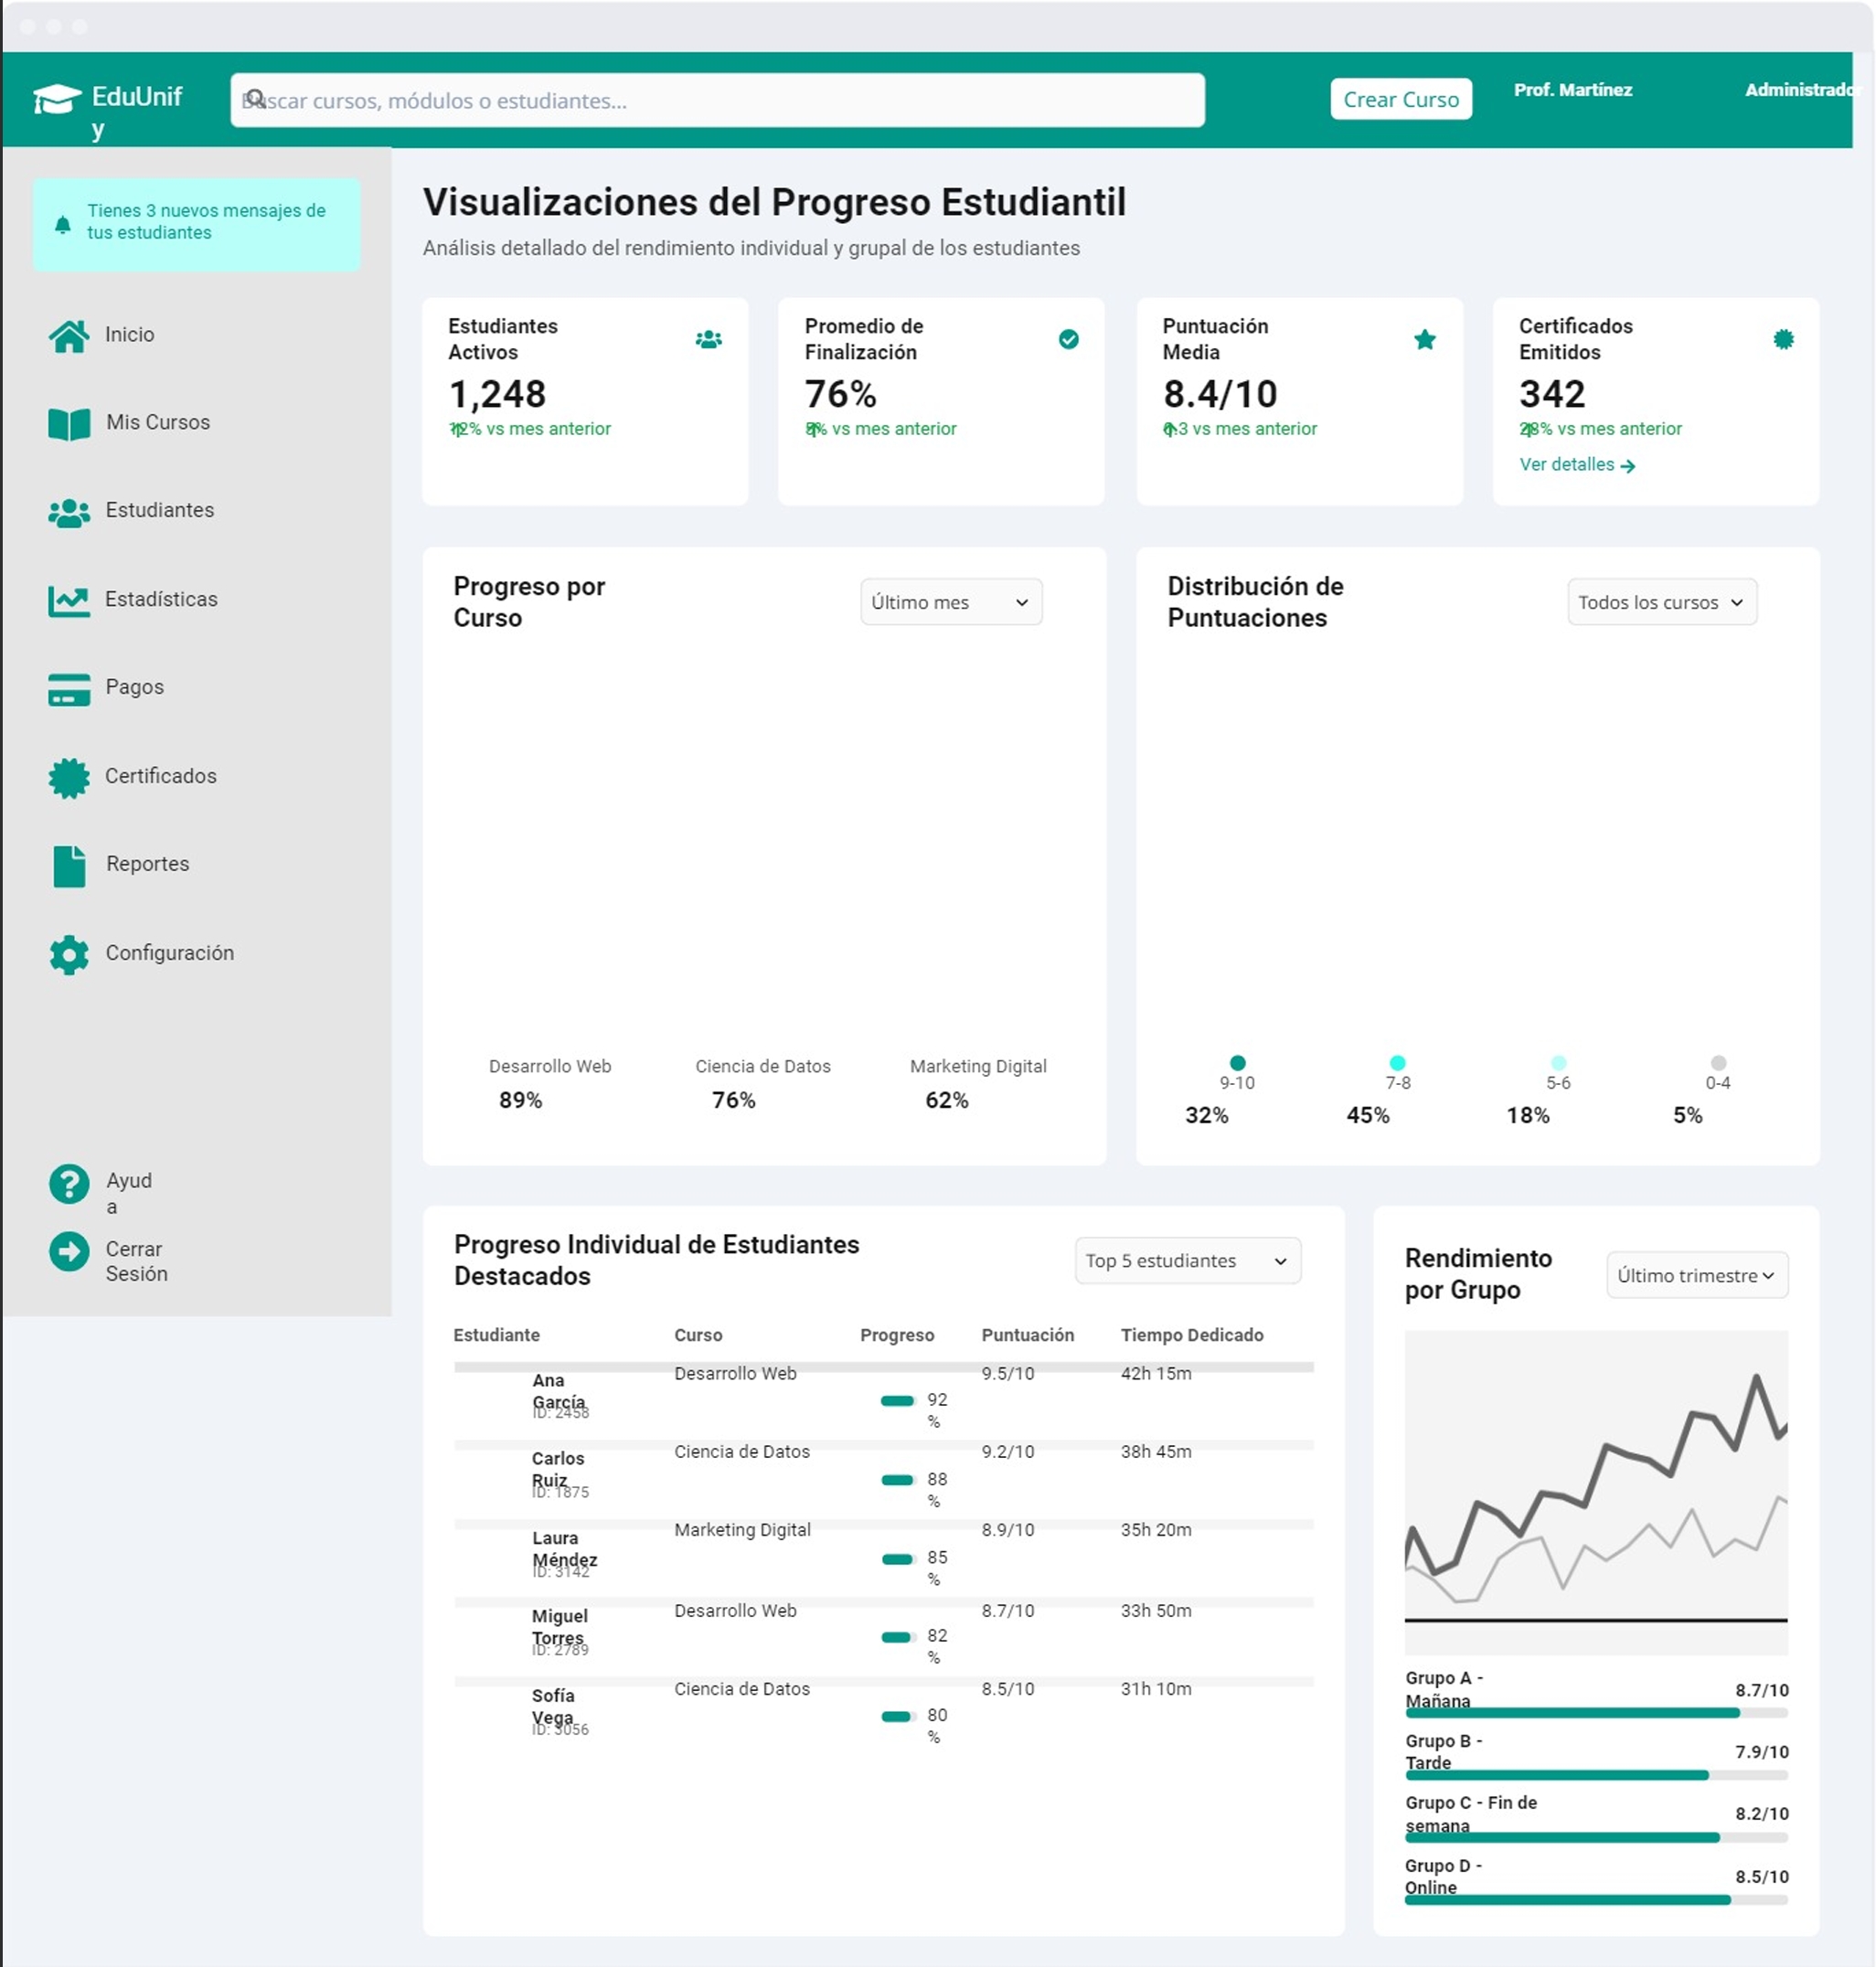 EduUnif
y
Buscar cursos, módulos o estudiantes...
Crear Curso
Prof. Martínez
Administrador
Tienes 3 nuevos mensajes de
tus estudiantes
Inicio
Mis Cursos
Estudiantes
Estadísticas
Pagos
Certificados
Reportes
Configuración
Ayud
a
Cerrar
Sesión
Visualizaciones del Progreso Estudiantil
Análisis detallado del rendimiento individual y grupal de los estudiantes
Estudiantes
Activos
1,248
12% vs mes anterior
Promedio de
Finalización
76%
5% vs mes anterior
Puntuación
Media
8.4/10
0.3 vs mes anterior
Certificados
Emitidos
342
28% vs mes anterior
Ver detalles
Progreso por
Curso
Último mes
Desarrollo Web
89%
Ciencia de Datos
76%
Marketing Digital
62%
Distribución de
Puntuaciones
Todos los cursos
9-10
32%
7-8
45%
5-6
18%
0-4
5%
Progreso Individual de Estudiantes
Destacados
Top 5 estudiantes
Estudiante Curso Progreso Puntuación Tiempo Dedicado
Ana
García
ID: 2458
Desarrollo Web
92
%
9.5/10
42h 15m
Carlos
Ruiz
ID: 1875
Ciencia de Datos
88
%
9.2/10
38h 45m
Laura
Méndez
ID: 3142
Marketing Digital
85
%
8.9/10
35h 20m
Miguel
Torres
ID: 2789
Desarrollo Web
82
%
8.7/10
33h 50m
Sofía
Vega
ID: 3056
Ciencia de Datos
80
%
8.5/10
31h 10m
Rendimiento
por Grupo
Último trimestre
Grupo A -
Mañana
8.7/10
Grupo B -
Tarde
7.9/10
Grupo C - Fin de
semana
8.2/10
Grupo D -
Online
8.5/10